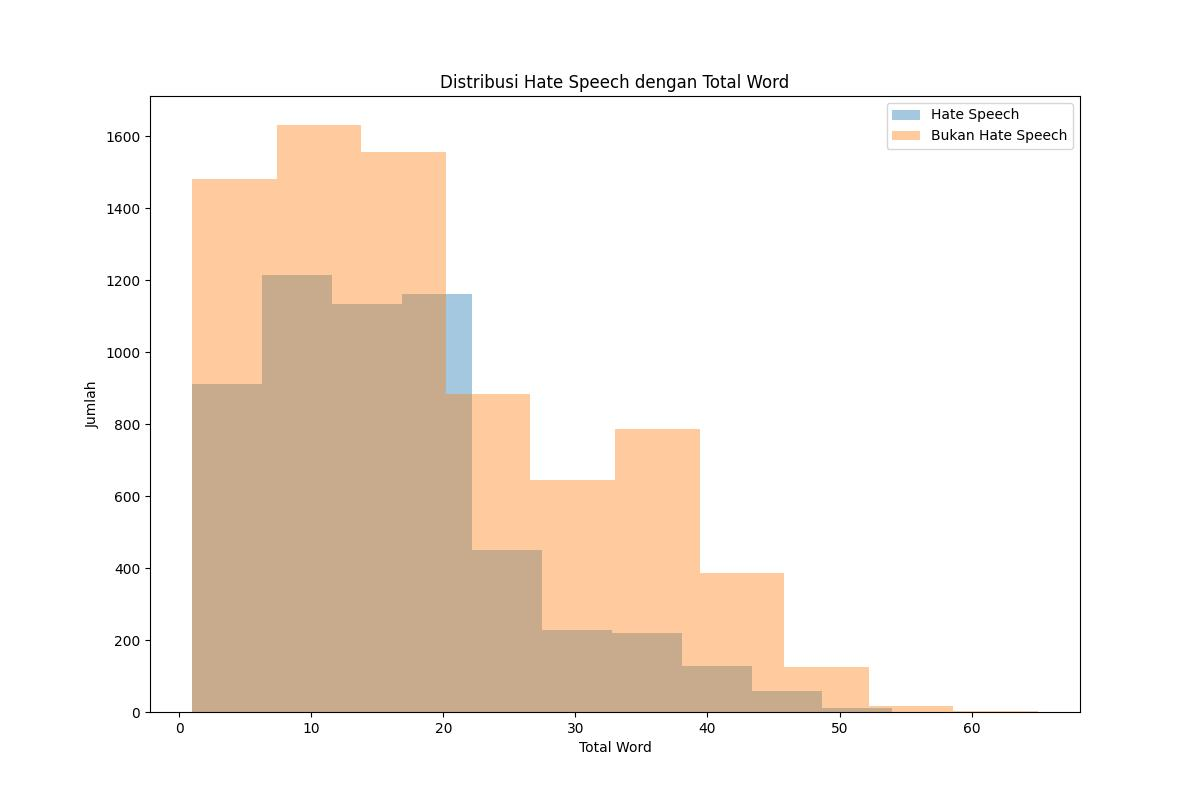 Distribusi Hate Speech dengan Total Word
Hate Speech
Bukan Hate Speech
Jumlah
1600
1400
1200
1000
800
600
400
200
0
0 10 20 30 40 50 60
Total Word